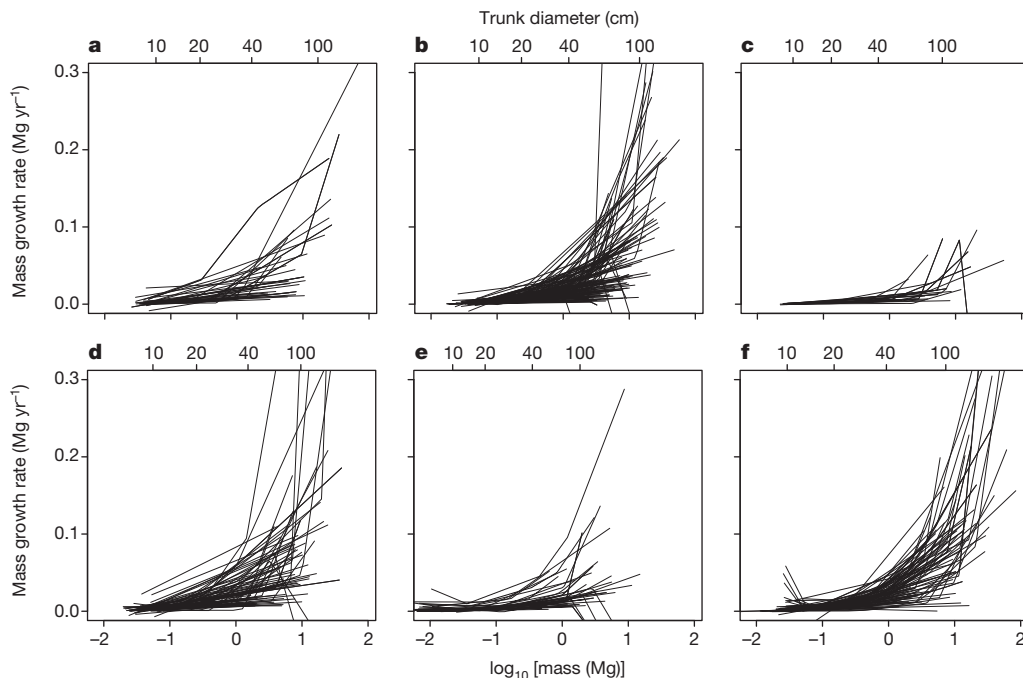 Trunk diameter (cm)
a 10 20 40 100
b 10 20 40 100
c 10 20 40 100
Mass growth rate (Mg yr⁻¹)
0.3
0.2
0.1
0.0
d 10 20 40 100
e 10 20 40 100
f 10 20 40 100
Mass growth rate (Mg yr⁻¹)
0.3
0.2
0.1
0.0
−2 −1 0 1 2
−2 −1 0 1 2
−2 −1 0 1 2
log₁₀ [mass (Mg)]